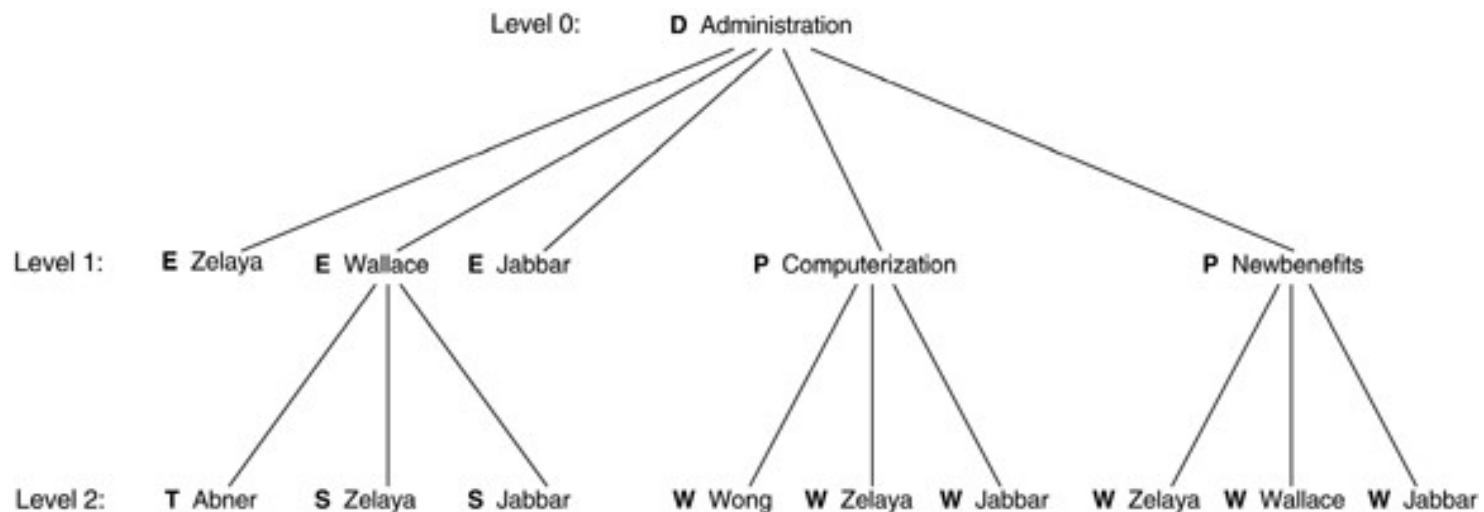 Level 0: D Administration
Level 1: E Zelaya E Wallace E Jabbar P Computerization P Newbenefits
Level 2: T Abner S Zelaya S Jabbar W Wong W Zelaya W Jabbar W Zelaya W Wallace W Jabbar